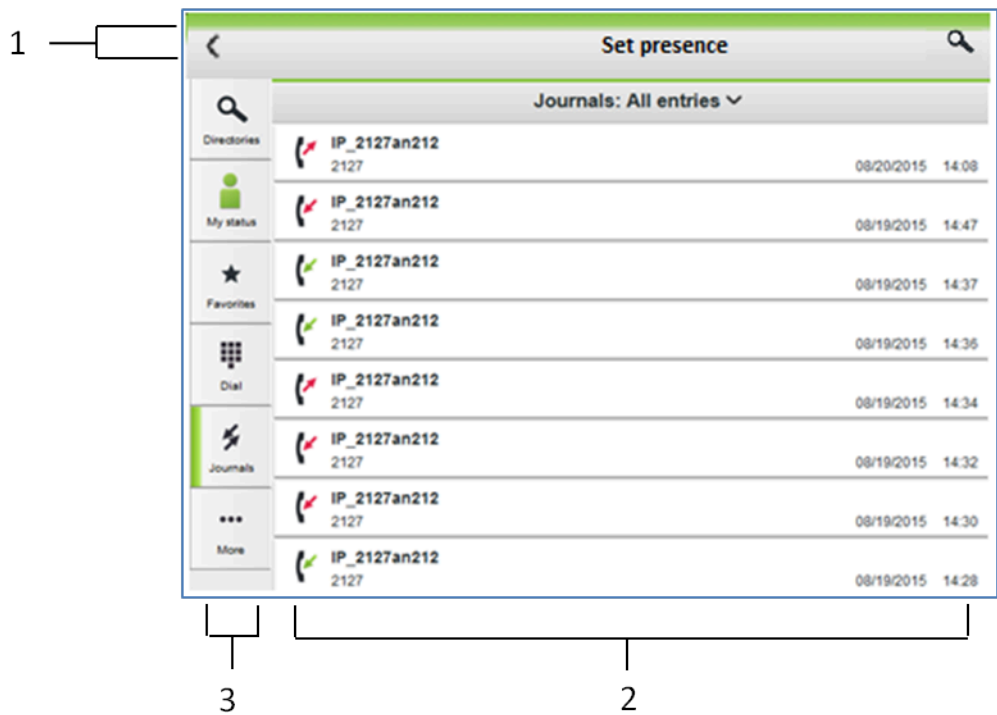 1
Set presence
Journals: All entries
Directories
My status
Favorites
Dial
Journals
More
IP_2127an212
2127 08/20/2015 14:08
IP_2127an212
2127 08/19/2015 14:47
IP_2127an212
2127 08/19/2015 14:37
IP_2127an212
2127 08/19/2015 14:36
IP_2127an212
2127 08/19/2015 14:34
IP_2127an212
2127 08/19/2015 14:32
IP_2127an212
2127 08/19/2015 14:30
IP_2127an212
2127 08/19/2015 14:28
3
2